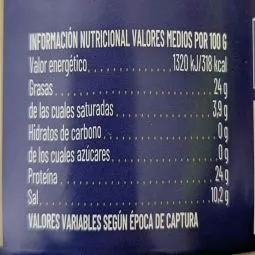 INFORMACIÓN NUTRICIONAL VALORES MEDIOS POR 100 G
Valor energético. . . . . . . . . . . . . . . 1320 kJ/318 kcal
Grasas. . . . . . . . . . . . . . . . . . . . . . . . . . 24 g
de las cuales saturadas. . . . . . . . . . . . . . . 3,9 g
Hidratos de carbono. . . . . . . . . . . . . . . . . . 0 g
de los cuales azúcares. . . . . . . . . . . . . . . . . 0 g
Proteína. . . . . . . . . . . . . . . . . . . . . . . . . 24 g
Sal. . . . . . . . . . . . . . . . . . . . . . . . . . . 10,2 g
VALORES VARIABLES SEGÚN ÉPOCA DE CAPTURA